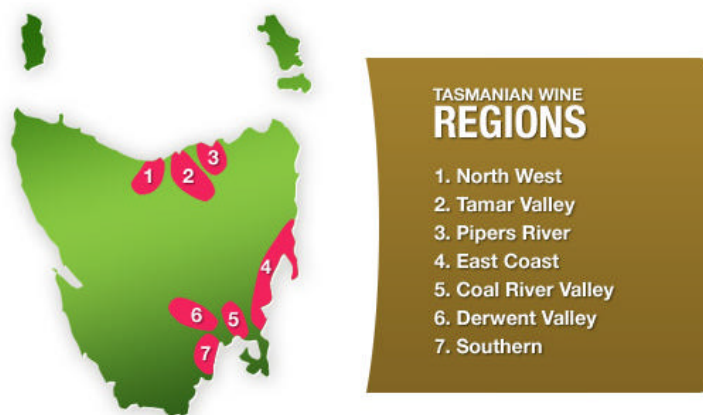 1
2
3
4
5
6
7
TASMANIAN WINE
REGIONS
1. North West
2. Tamar Valley
3. Pipers River
4. East Coast
5. Coal River Valley
6. Derwent Valley
7. Southern